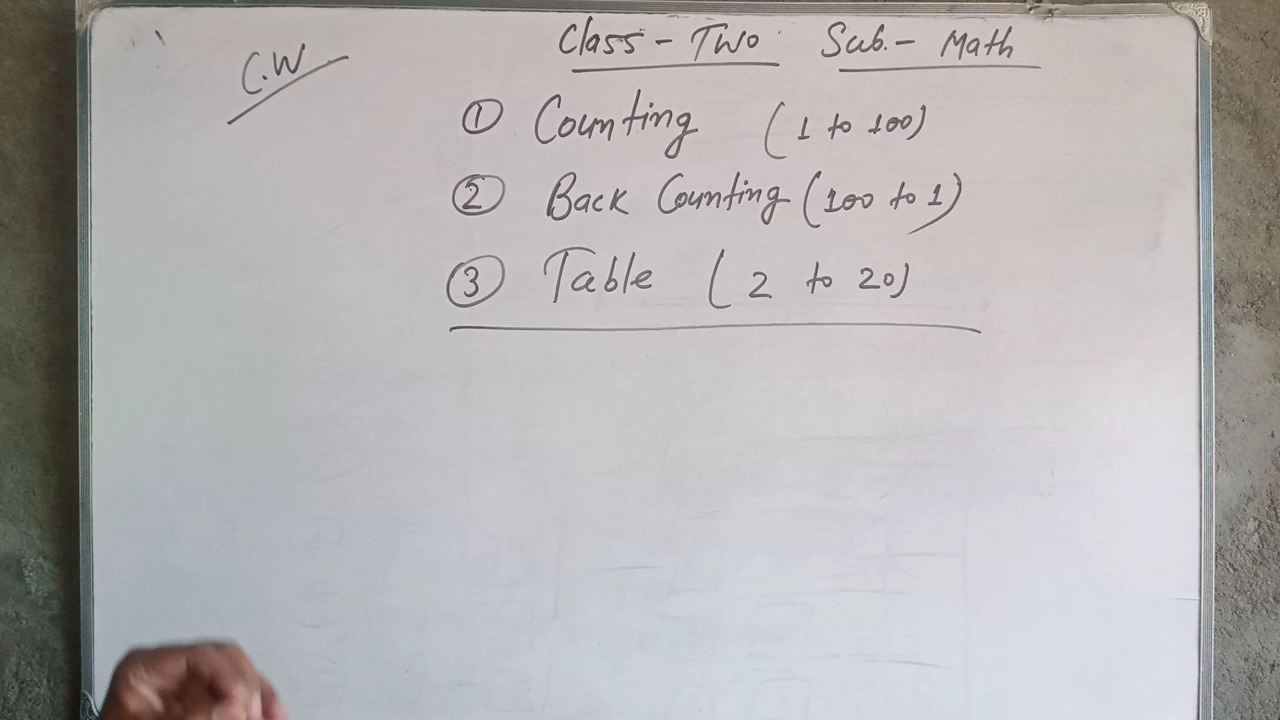 C.W
Class - Two Sub. - Math
① Counting (1 to 100)
② Back Counting (100 to 1)
③ Table (2 to 20)